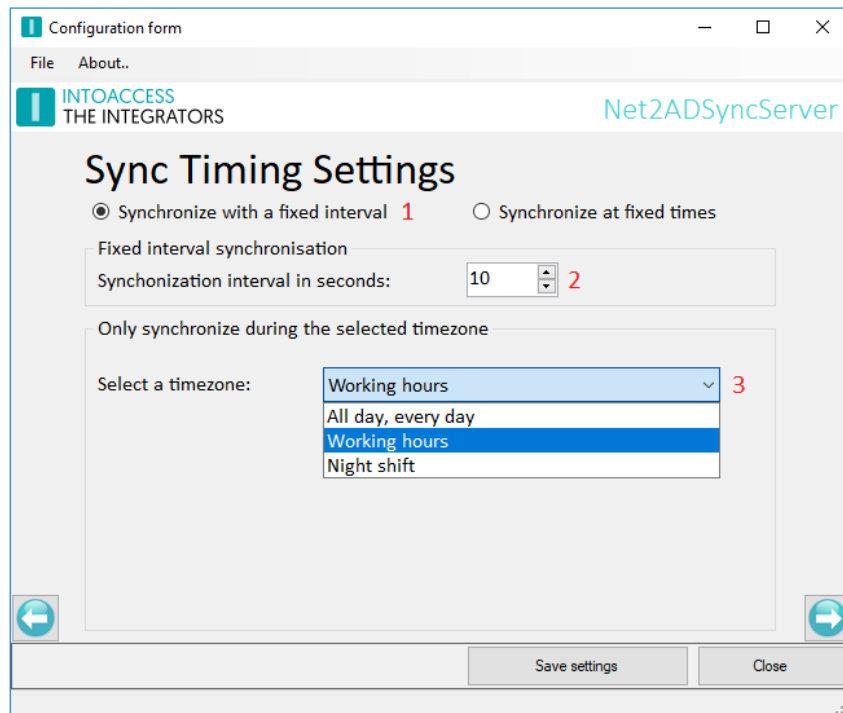 Configuration form
File About..
INTOACCESS
THE INTEGRATORS
Net2ADSyncServer
Sync Timing Settings
Synchronize with a fixed interval 1 Synchronize at fixed times
Fixed interval synchronisation
Synchonization interval in seconds: 10 2
Only synchronize during the selected timezone
Select a timezone: Working hours 3
All day, every day
Working hours
Night shift
Save settings Close